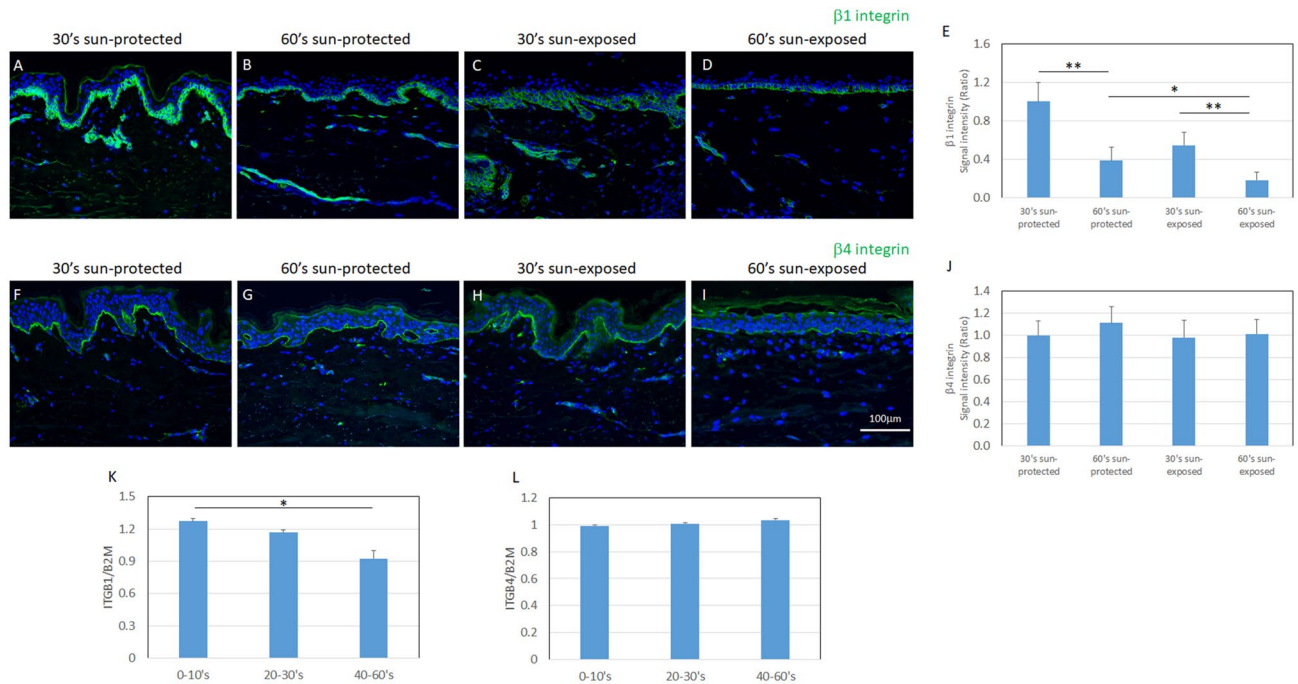 β1 integrin
30's sun-protected
60's sun-protected
30's sun-exposed
60's sun-exposed
A
B
C
D
E
1.6
1.2
0.8
0.4
0.0
β1 integrin
Signal intensity (Ratio)
**
*
**
30's sun-
protected
60's sun-
protected
30's sun-
exposed
60's sun-
exposed
β4 integrin
30's sun-protected
60's sun-protected
30's sun-exposed
60's sun-exposed
F
G
H
I
100μm
J
1.4
1.2
1.0
0.8
0.6
0.4
0.2
0.0
β4 integrin
Signal intensity (Ratio)
30's sun-
protected
60's sun-
protected
30's sun-
exposed
60's sun-
exposed
K
1.5
1.2
0.9
0.6
0.3
0
ITGB1/B2M
*
0-10's
20-30's
40-60's
L
1.2
1
0.8
0.6
0.4
0.2
0
ITGB4/B2M
0-10's
20-30's
40-60's